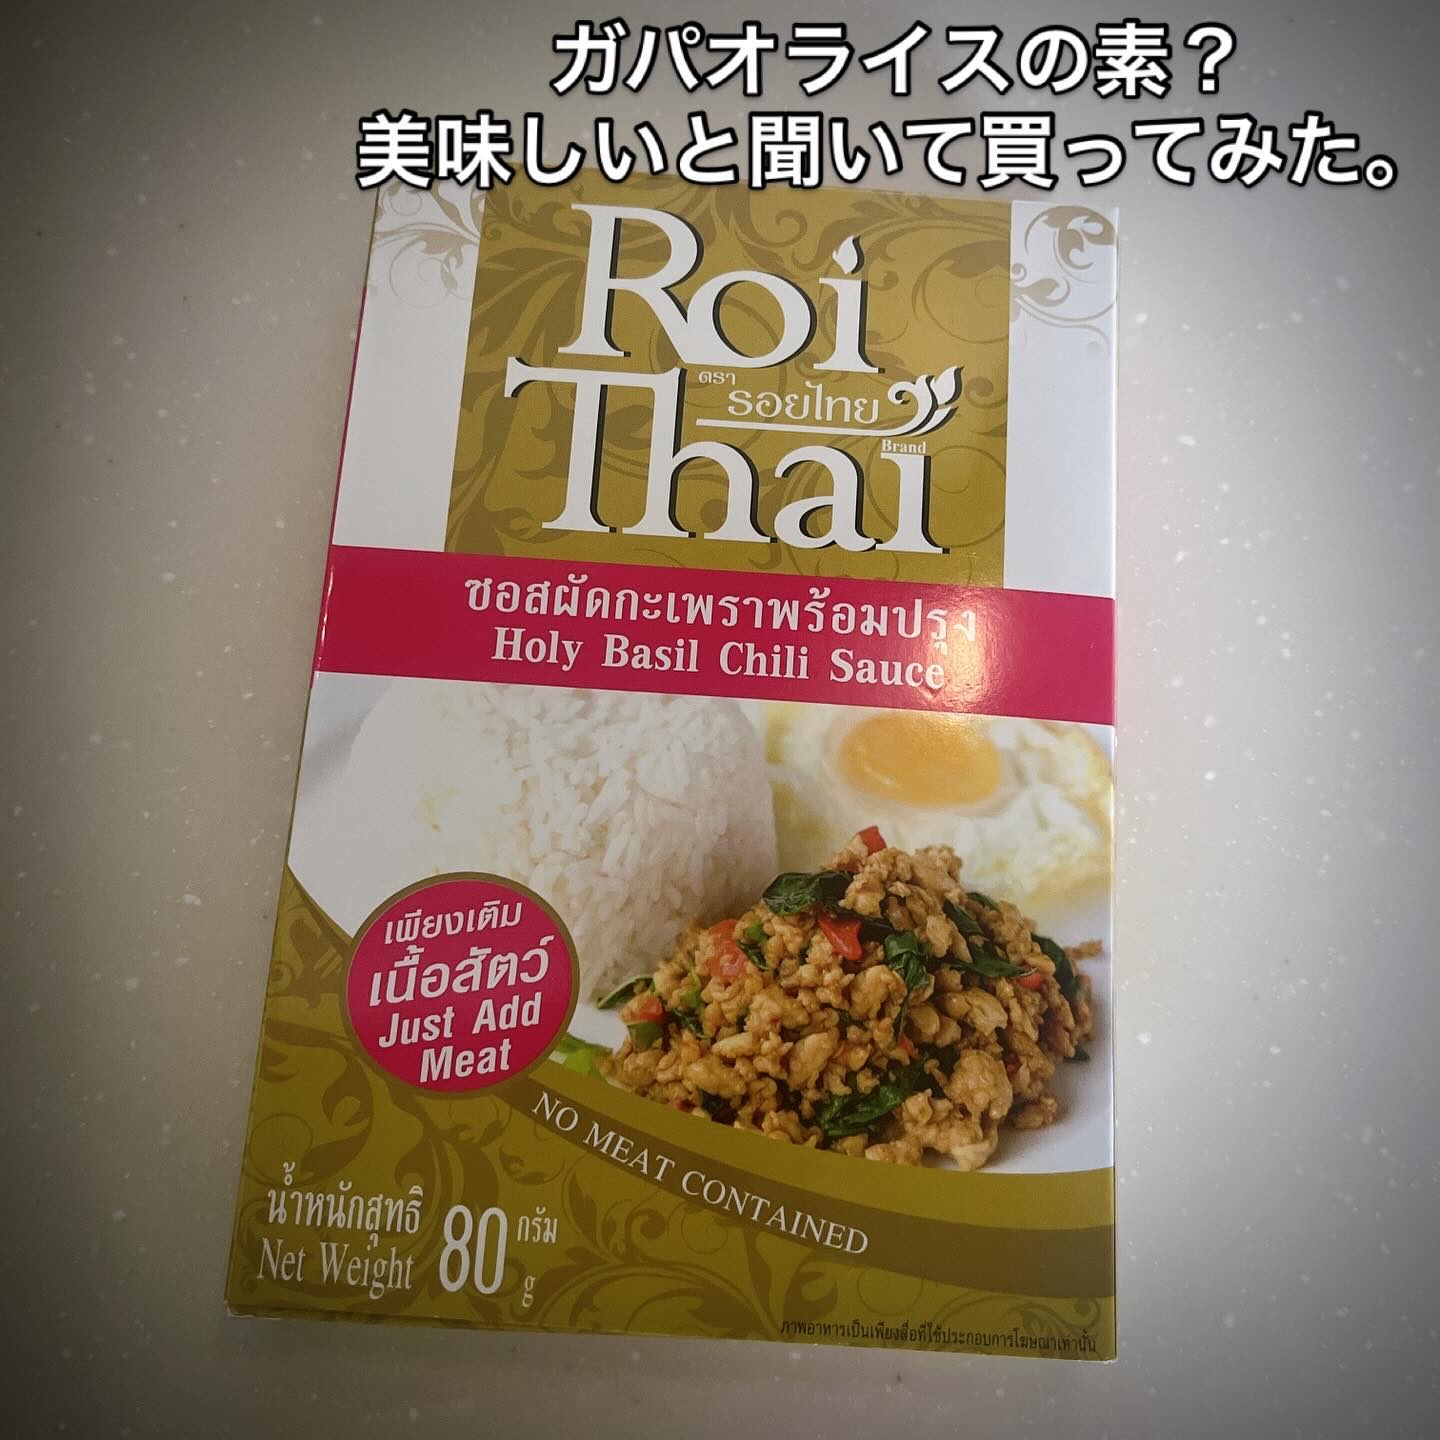 ガパオライスの素？
美味しいと聞いて買ってみた。
Roi
ตรา
รอยไทย
Thai
Brand
ซอสผัดกะเพราพร้อมปรุง
Holy Basil Chili Sauce
เพียงเติม
เนื้อสัตว์
Just Add
Meat
NO MEAT CONTAINED
น้ำหนักสุทธิ 80 กรัม
Net Weight g
ภาพอาหารเป็นเพียงสื่อที่ใช้ประกอบการโฆษณาเท่านั้น